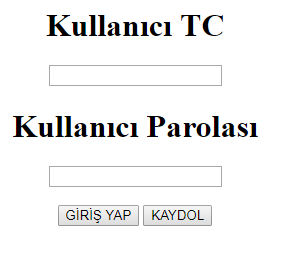 Kullanıcı TC
Kullanıcı Parolası
GİRİŞ YAP KAYDOL